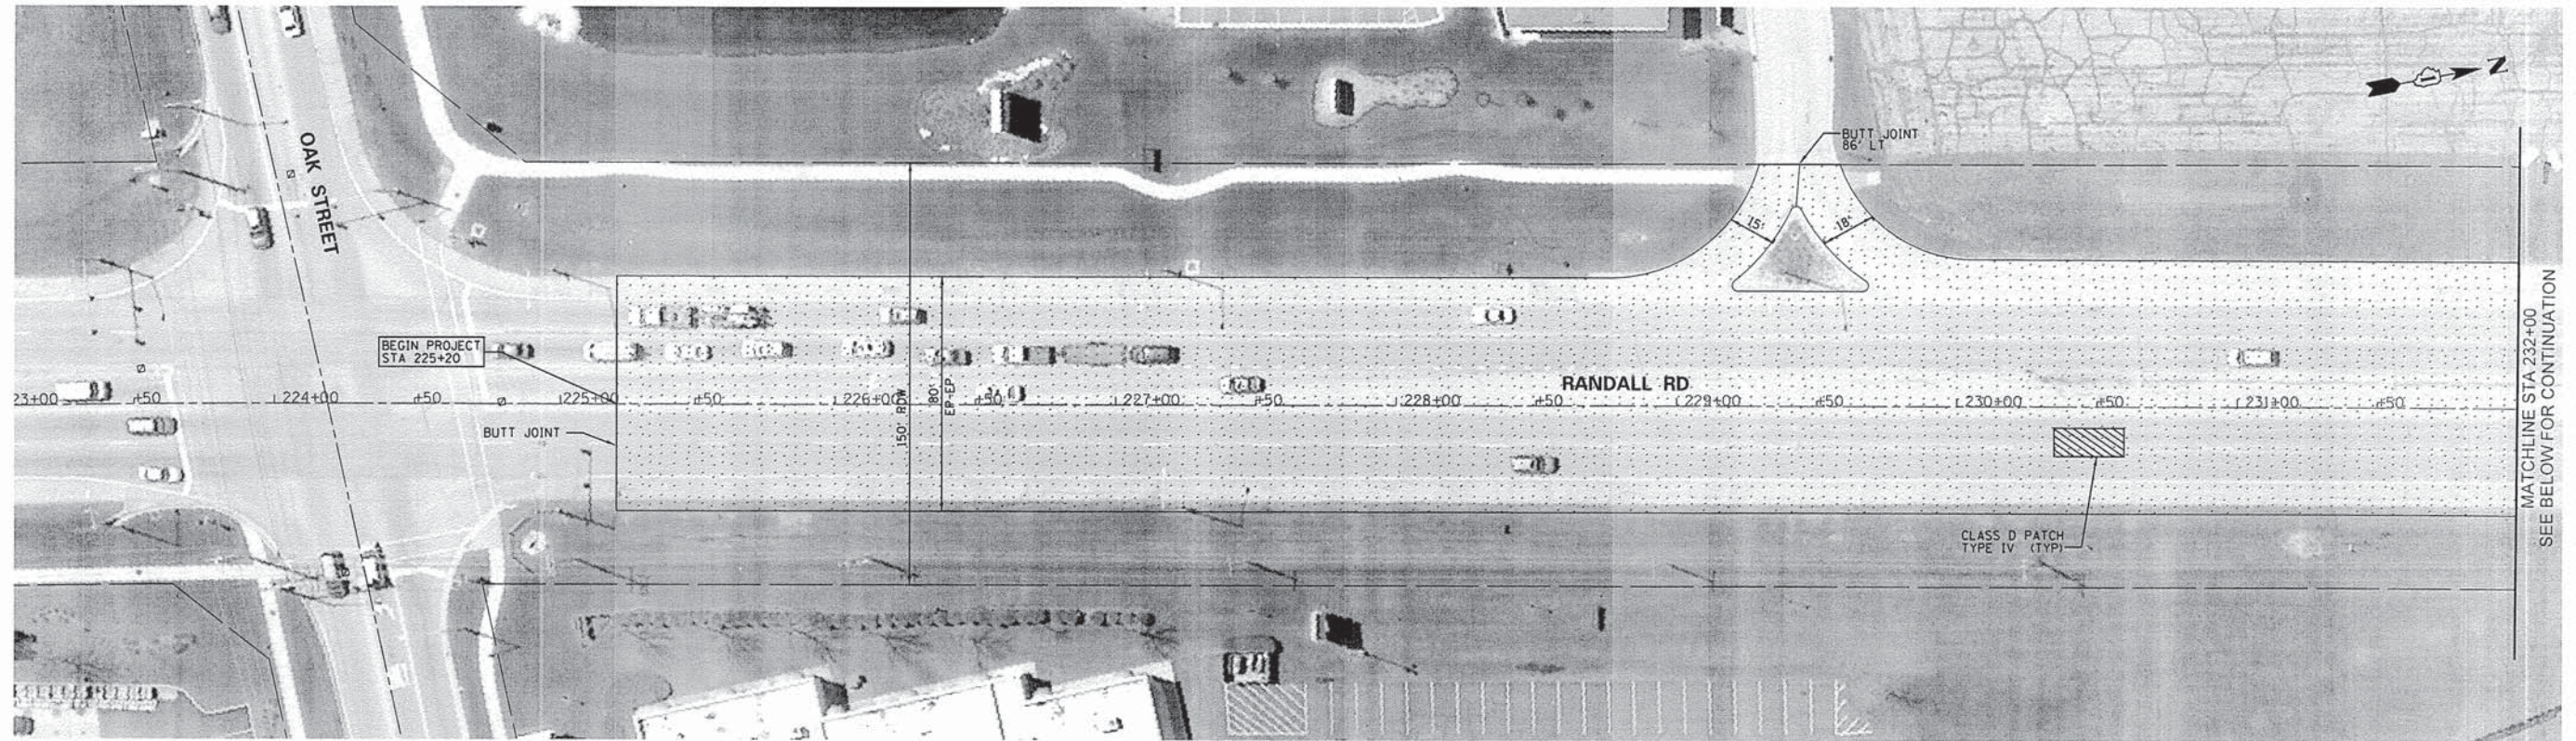 OAK STREET
N
BUTT JOINT
86' LT
15'
18'
BEGIN PROJECT
STA 225+20
BUTT JOINT
150' ROW
80'
EP-EP
RANDALL RD
23+00 +50 224+00 +50 225+00 +50 226+00 +50 227+00 +50 228+00 +50 229+00 +50 230+00 +50 231+00 +50
CLASS D PATCH
TYPE IV (TYP)
MATCHLINE STA 232+00
SEE BELOW FOR CONTINUATION